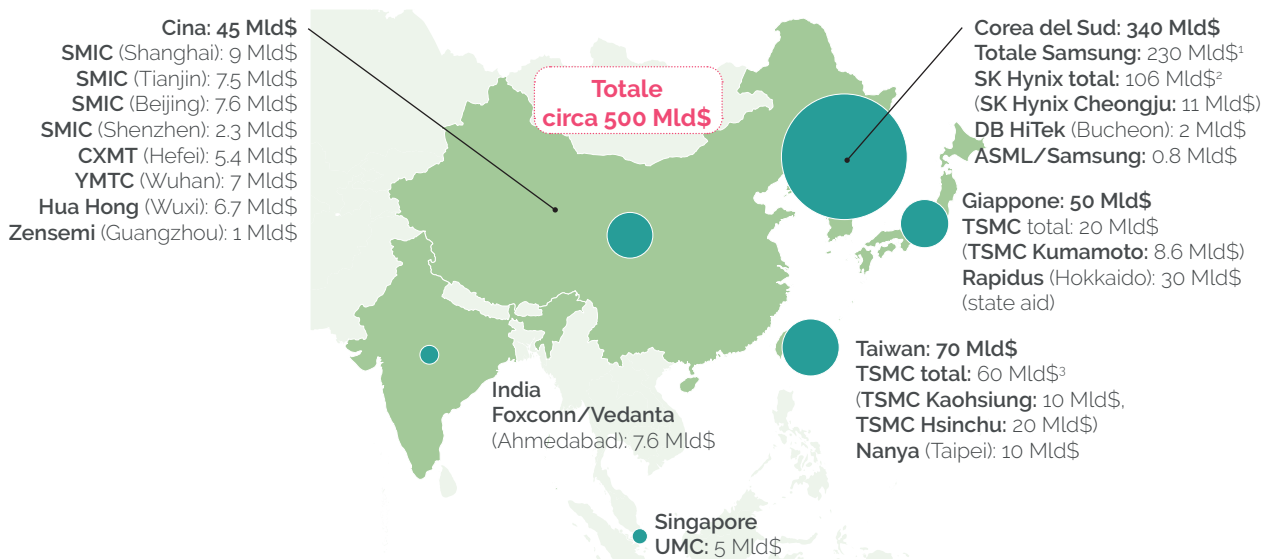 Cina: 45 Mld$
SMIC (Shanghai): 9 Mld$
SMIC (Tianjin): 7.5 Mld$
SMIC (Beijing): 7.6 Mld$
SMIC (Shenzhen): 2.3 Mld$
CXMT (Hefei): 5.4 Mld$
YMTC (Wuhan): 7 Mld$
Hua Hong (Wuxi): 6.7 Mld$
Zensemi (Guangzhou): 1 Mld$
Totale
circa 500 Mld$
Corea del Sud: 340 Mld$
Totale Samsung: 230 Mld$¹
SK Hynix total: 106 Mld$²
(SK Hynix Cheongju: 11 Mld$)
DB HiTek (Bucheon): 2 Mld$
ASML/Samsung: 0.8 Mld$
Giappone: 50 Mld$
TSMC total: 20 Mld$
(TSMC Kumamoto: 8.6 Mld$)
Rapidus (Hokkaido): 30 Mld$
(state aid)
Taiwan: 70 Mld$
TSMC total: 60 Mld$³
(TSMC Kaohsiung: 10 Mld$,
TSMC Hsinchu: 20 Mld$)
Nanya (Taipei): 10 Mld$
India
Foxconn/Vedanta
(Ahmedabad): 7.6 Mld$
Singapore
UMC: 5 Mld$